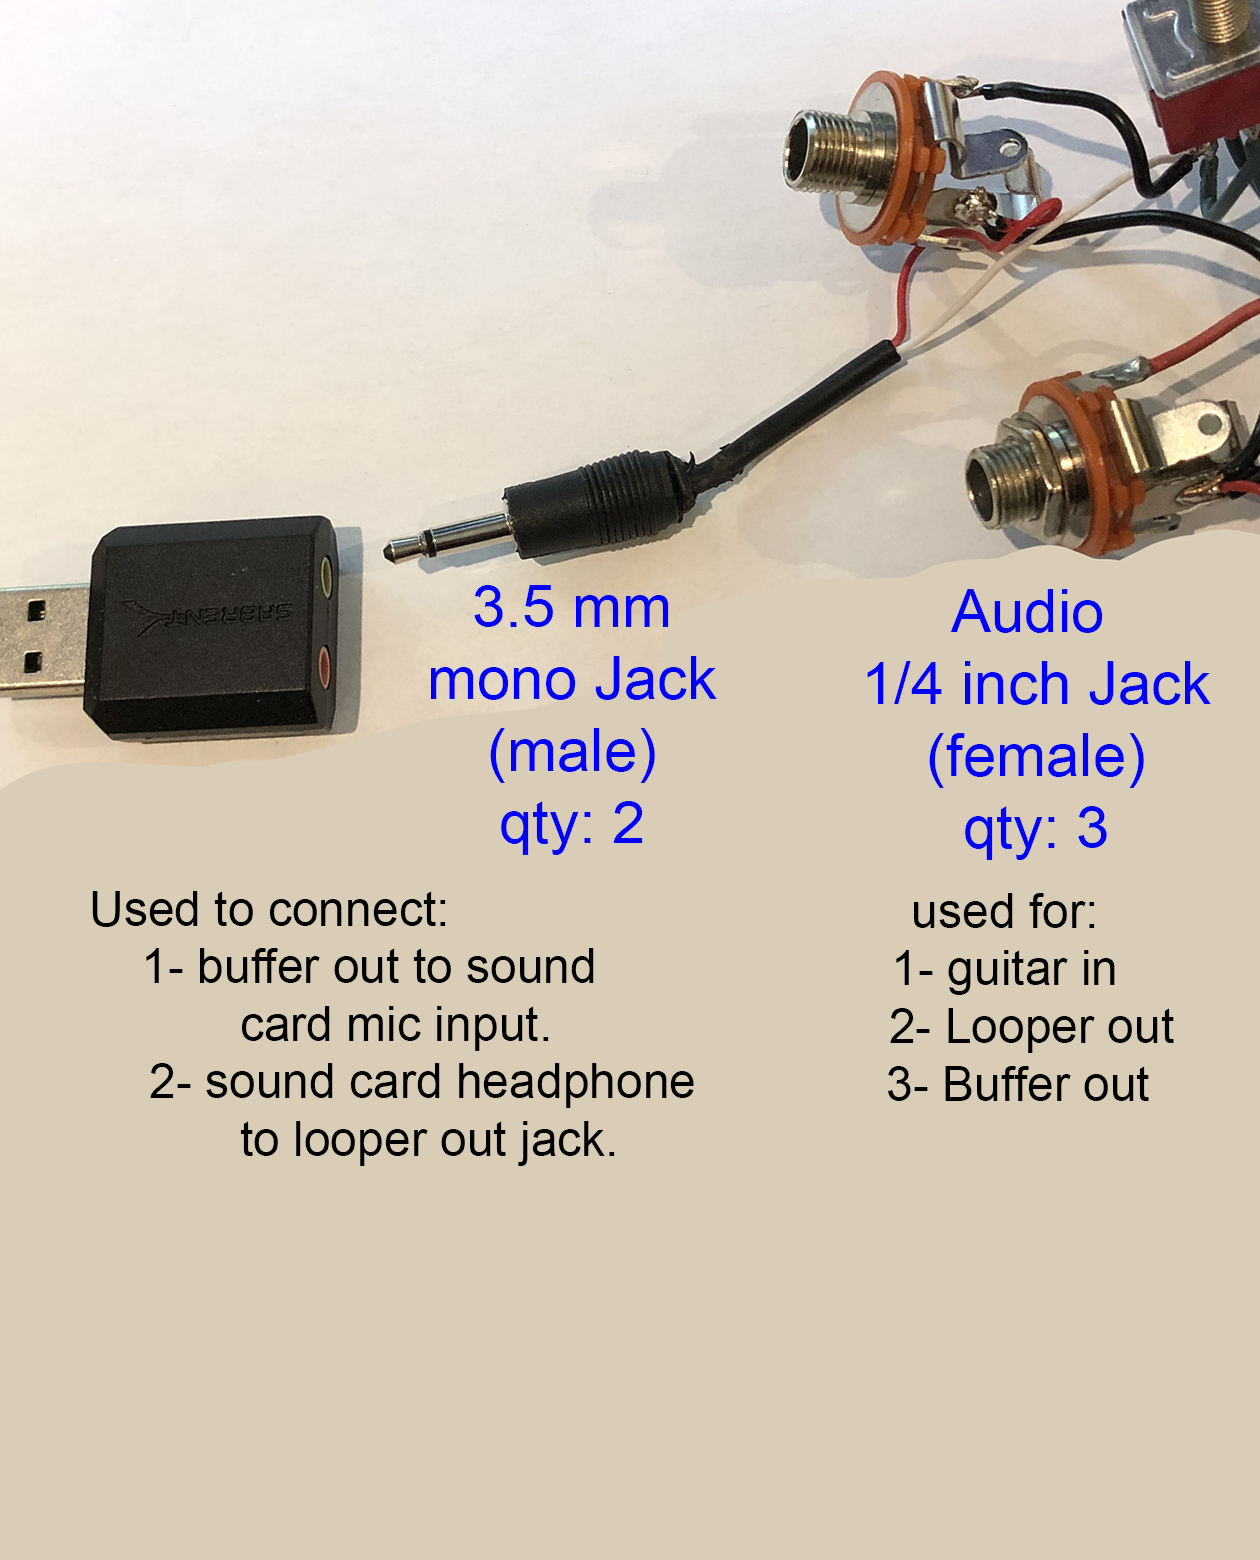 SABRENT
3.5 mm
mono Jack
(male)
qty: 2
Audio
1/4 inch Jack
(female)
qty: 3
Used to connect:
1- buffer out to sound
card mic input.
2- sound card headphone
to looper out jack.
used for:
1- guitar in
2- Looper out
3- Buffer out